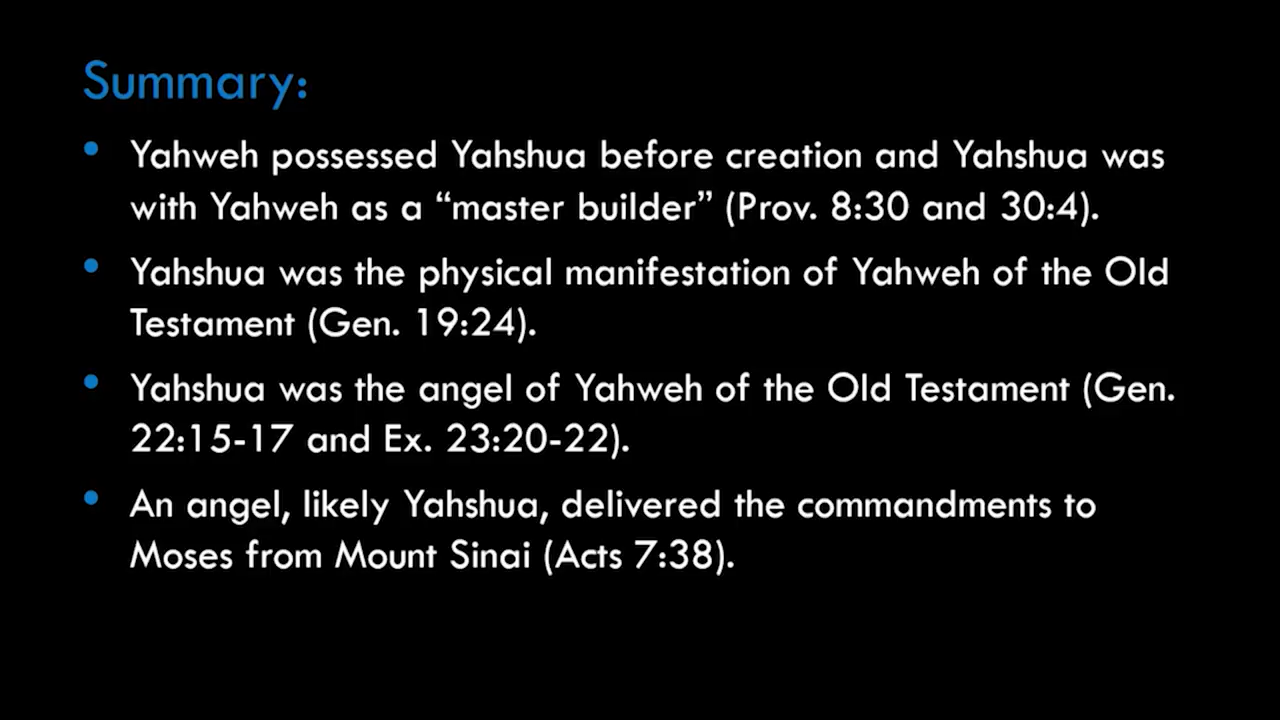 Summary:
• Yahweh possessed Yahshua before creation and Yahshua was
with Yahweh as a “master builder” (Prov. 8:30 and 30:4).
• Yahshua was the physical manifestation of Yahweh of the Old
Testament (Gen. 19:24).
• Yahshua was the angel of Yahweh of the Old Testament (Gen.
22:15-17 and Ex. 23:20-22).
• An angel, likely Yahshua, delivered the commandments to
Moses from Mount Sinai (Acts 7:38).